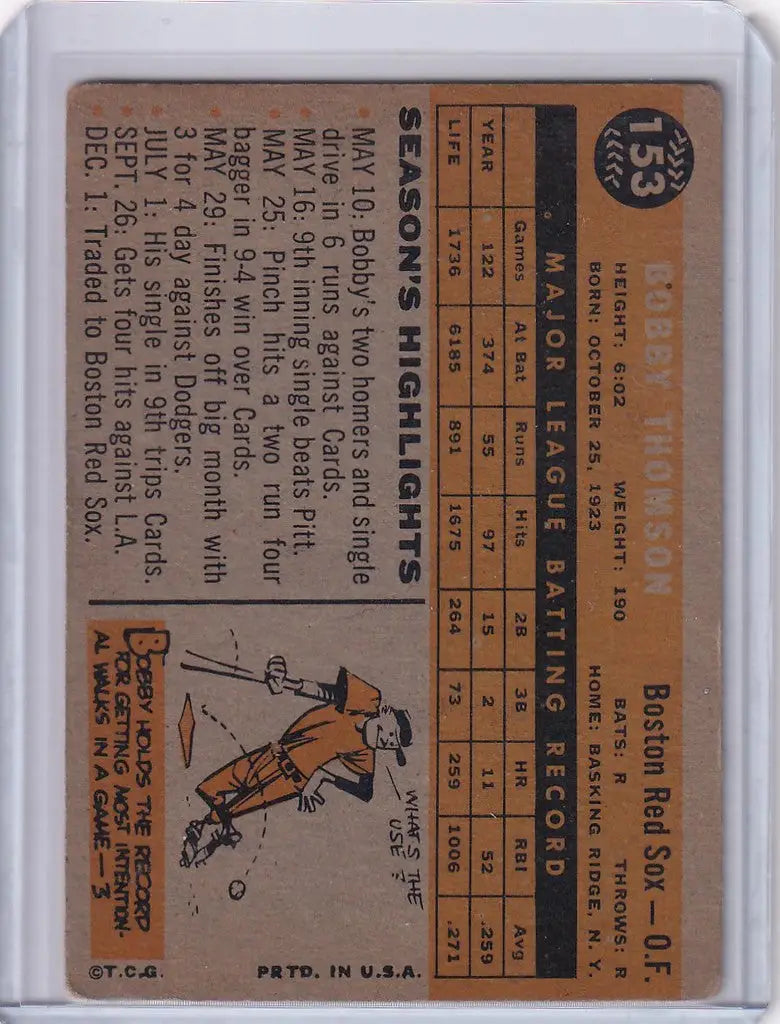 153
BOBBY THOMSON
Boston Red Sox — O.F.
HEIGHT: 6:02 WEIGHT: 190 BATS: R THROWS: R
BORN: OCTOBER 25, 1923 HOME: BASKING RIDGE, N. Y.
MAJOR LEAGUE BATTING RECORD
Games At Bat Runs Hits 2B 3B HR RBI Avg
YEAR 122 374 55 97 15 2 11 52 .259
LIFE 1736 6185 891 1675 264 73 259 1006 .271
SEASON'S HIGHLIGHTS
• MAY 10: Bobby's two homers and single
drive in 6 runs against Cards.
• MAY 16: 9th inning single beats Pitt.
• MAY 25: Pinch hits a two run four
bagger in 9-4 win over Cards.
• MAY 29: Finishes off big month with
3 for 4 day against Dodgers.
• JULY 1: His single in 9th trips Cards.
• SEPT. 26: Gets four hits against L.A.
• DEC. 1: Traded to Boston Red Sox.
WHAT'S THE
USE?
BOBBY HOLDS THE RECORD
FOR GETTING MOST INTENTION-
AL WALKS IN A GAME — 3
©T.C.G. PRTD. IN U.S.A.